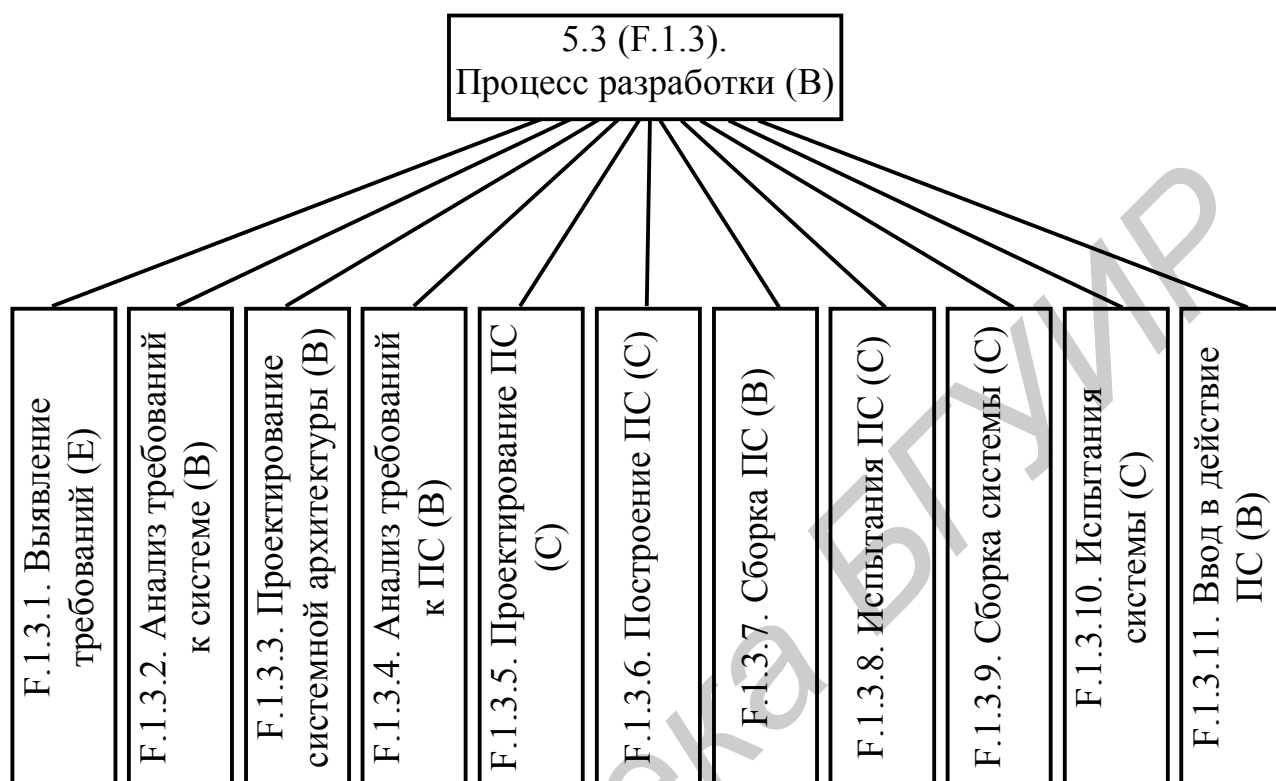 5.3 (F.1.3).
Процесс разработки (B)
F.1.3.1. Выявление
требований (E)
F.1.3.2. Анализ требований
к системе (B)
F.1.3.3. Проектирование
системной архитектуры (B)
F.1.3.4. Анализ требований
к ПС (B)
F.1.3.5. Проектирование ПС
(C)
F.1.3.6. Построение ПС (C)
F.1.3.7. Сборка ПС (B)
F.1.3.8. Испытания ПС (C)
F.1.3.9. Сборка системы (C)
F.1.3.10. Испытания
системы (C)
F.1.3.11. Ввод в действие
ПС (B)
БГУИР